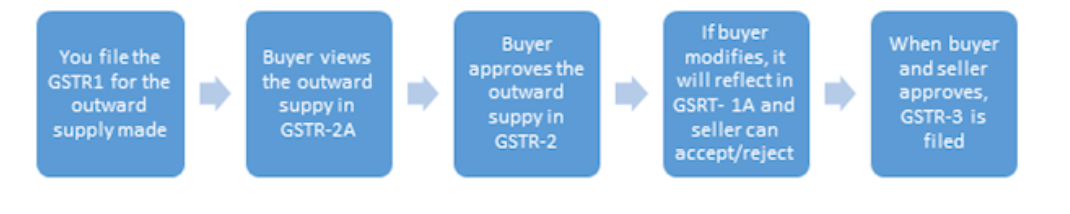 You file the
GSTR1 for the
outward
supply made
Buyer views
the outward
suppy in
GSTR-2A
Buyer
approves the
outward
suppy in
GSTR-2
If buyer
modifies, it
will reflect in
GSRT- 1A and
seller can
accept/reject
When buyer
and seller
approves,
GSTR-3 is
filed